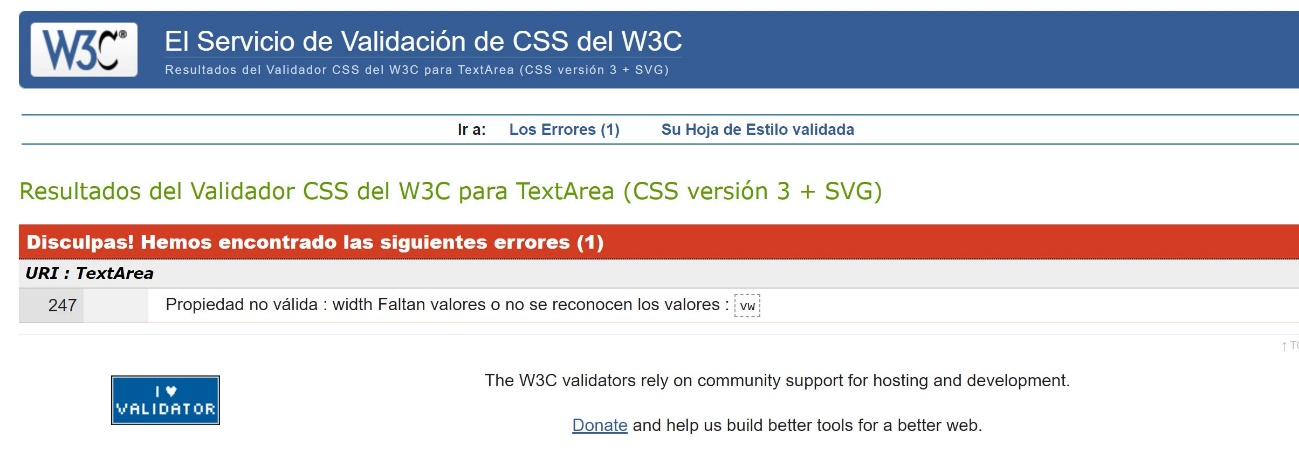 W3C®
El Servicio de Validación de CSS del W3C
Resultados del Validador CSS del W3C para TextArea (CSS versión 3 + SVG)
Ir a: Los Errores (1) Su Hoja de Estilo validada
Resultados del Validador CSS del W3C para TextArea (CSS versión 3 + SVG)
Disculpas! Hemos encontrado las siguientes errores (1)
URI : TextArea
247 Propiedad no válida : width Faltan valores o no se reconocen los valores : vw
↑ TO
I ♥
VALIDATOR
The W3C validators rely on community support for hosting and development.
Donate and help us build better tools for a better web.